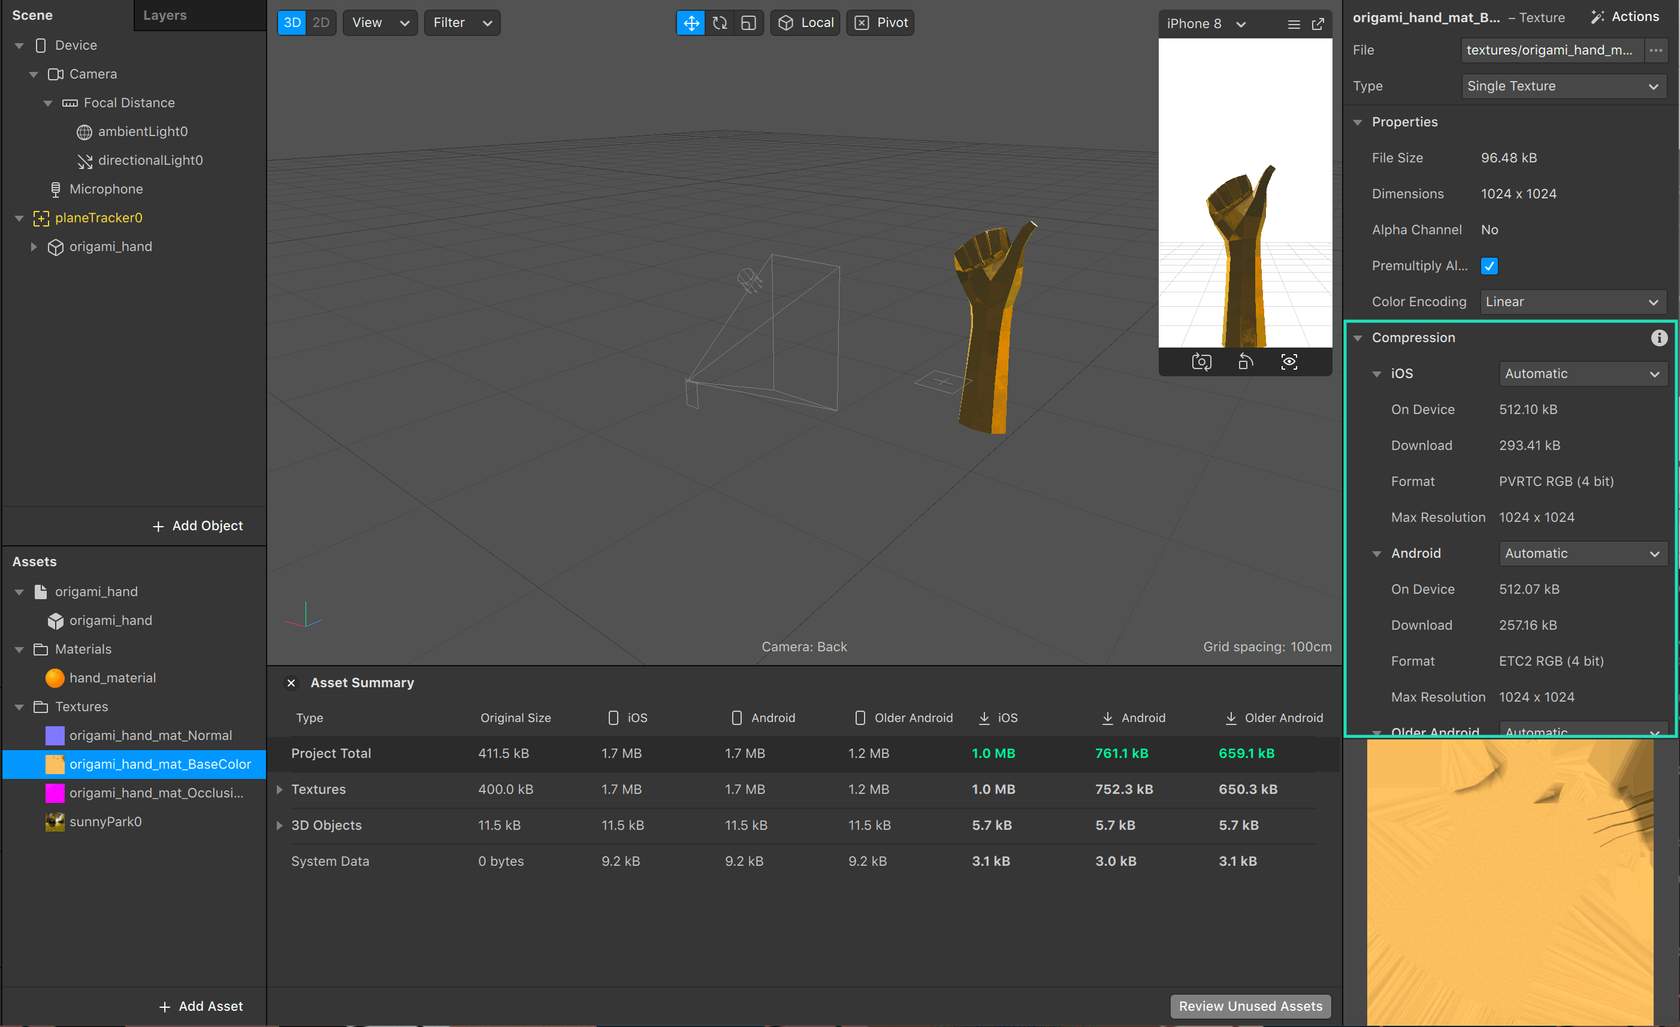 Scene
Layers
Device
Camera
Focal Distance
ambientLight0
directionalLight0
Microphone
planeTracker0
origami_hand
+ Add Object
Assets
origami_hand
origami_hand
Materials
hand_material
Textures
origami_hand_mat_Normal
origami_hand_mat_BaseColor
origami_hand_mat_Occlusi...
sunnyPark0
+ Add Asset
3D 2D View Filter Local Pivot
iPhone 8
Camera: Back
Grid spacing: 100cm
Asset Summary
Type Original Size iOS Android Older Android iOS Android Older Android
Project Total 411.5 kB 1.7 MB 1.7 MB 1.2 MB 1.0 MB 761.1 kB 659.1 kB
Textures 400.0 kB 1.7 MB 1.7 MB 1.2 MB 1.0 MB 752.3 kB 650.3 kB
3D Objects 11.5 kB 11.5 kB 11.5 kB 11.5 kB 5.7 kB 5.7 kB 5.7 kB
System Data 0 bytes 9.2 kB 9.2 kB 9.2 kB 3.1 kB 3.0 kB 3.1 kB
Review Unused Assets
origami_hand_mat_B... – Texture Actions
File textures/origami_hand_m... ...
Type Single Texture
Properties
File Size 96.48 kB
Dimensions 1024 x 1024
Alpha Channel No
Premultiply Al...
Color Encoding Linear
Compression
iOS Automatic
On Device 512.10 kB
Download 293.41 kB
Format PVRTC RGB (4 bit)
Max Resolution 1024 x 1024
Android Automatic
On Device 512.07 kB
Download 257.16 kB
Format ETC2 RGB (4 bit)
Max Resolution 1024 x 1024
Older Android Automatic